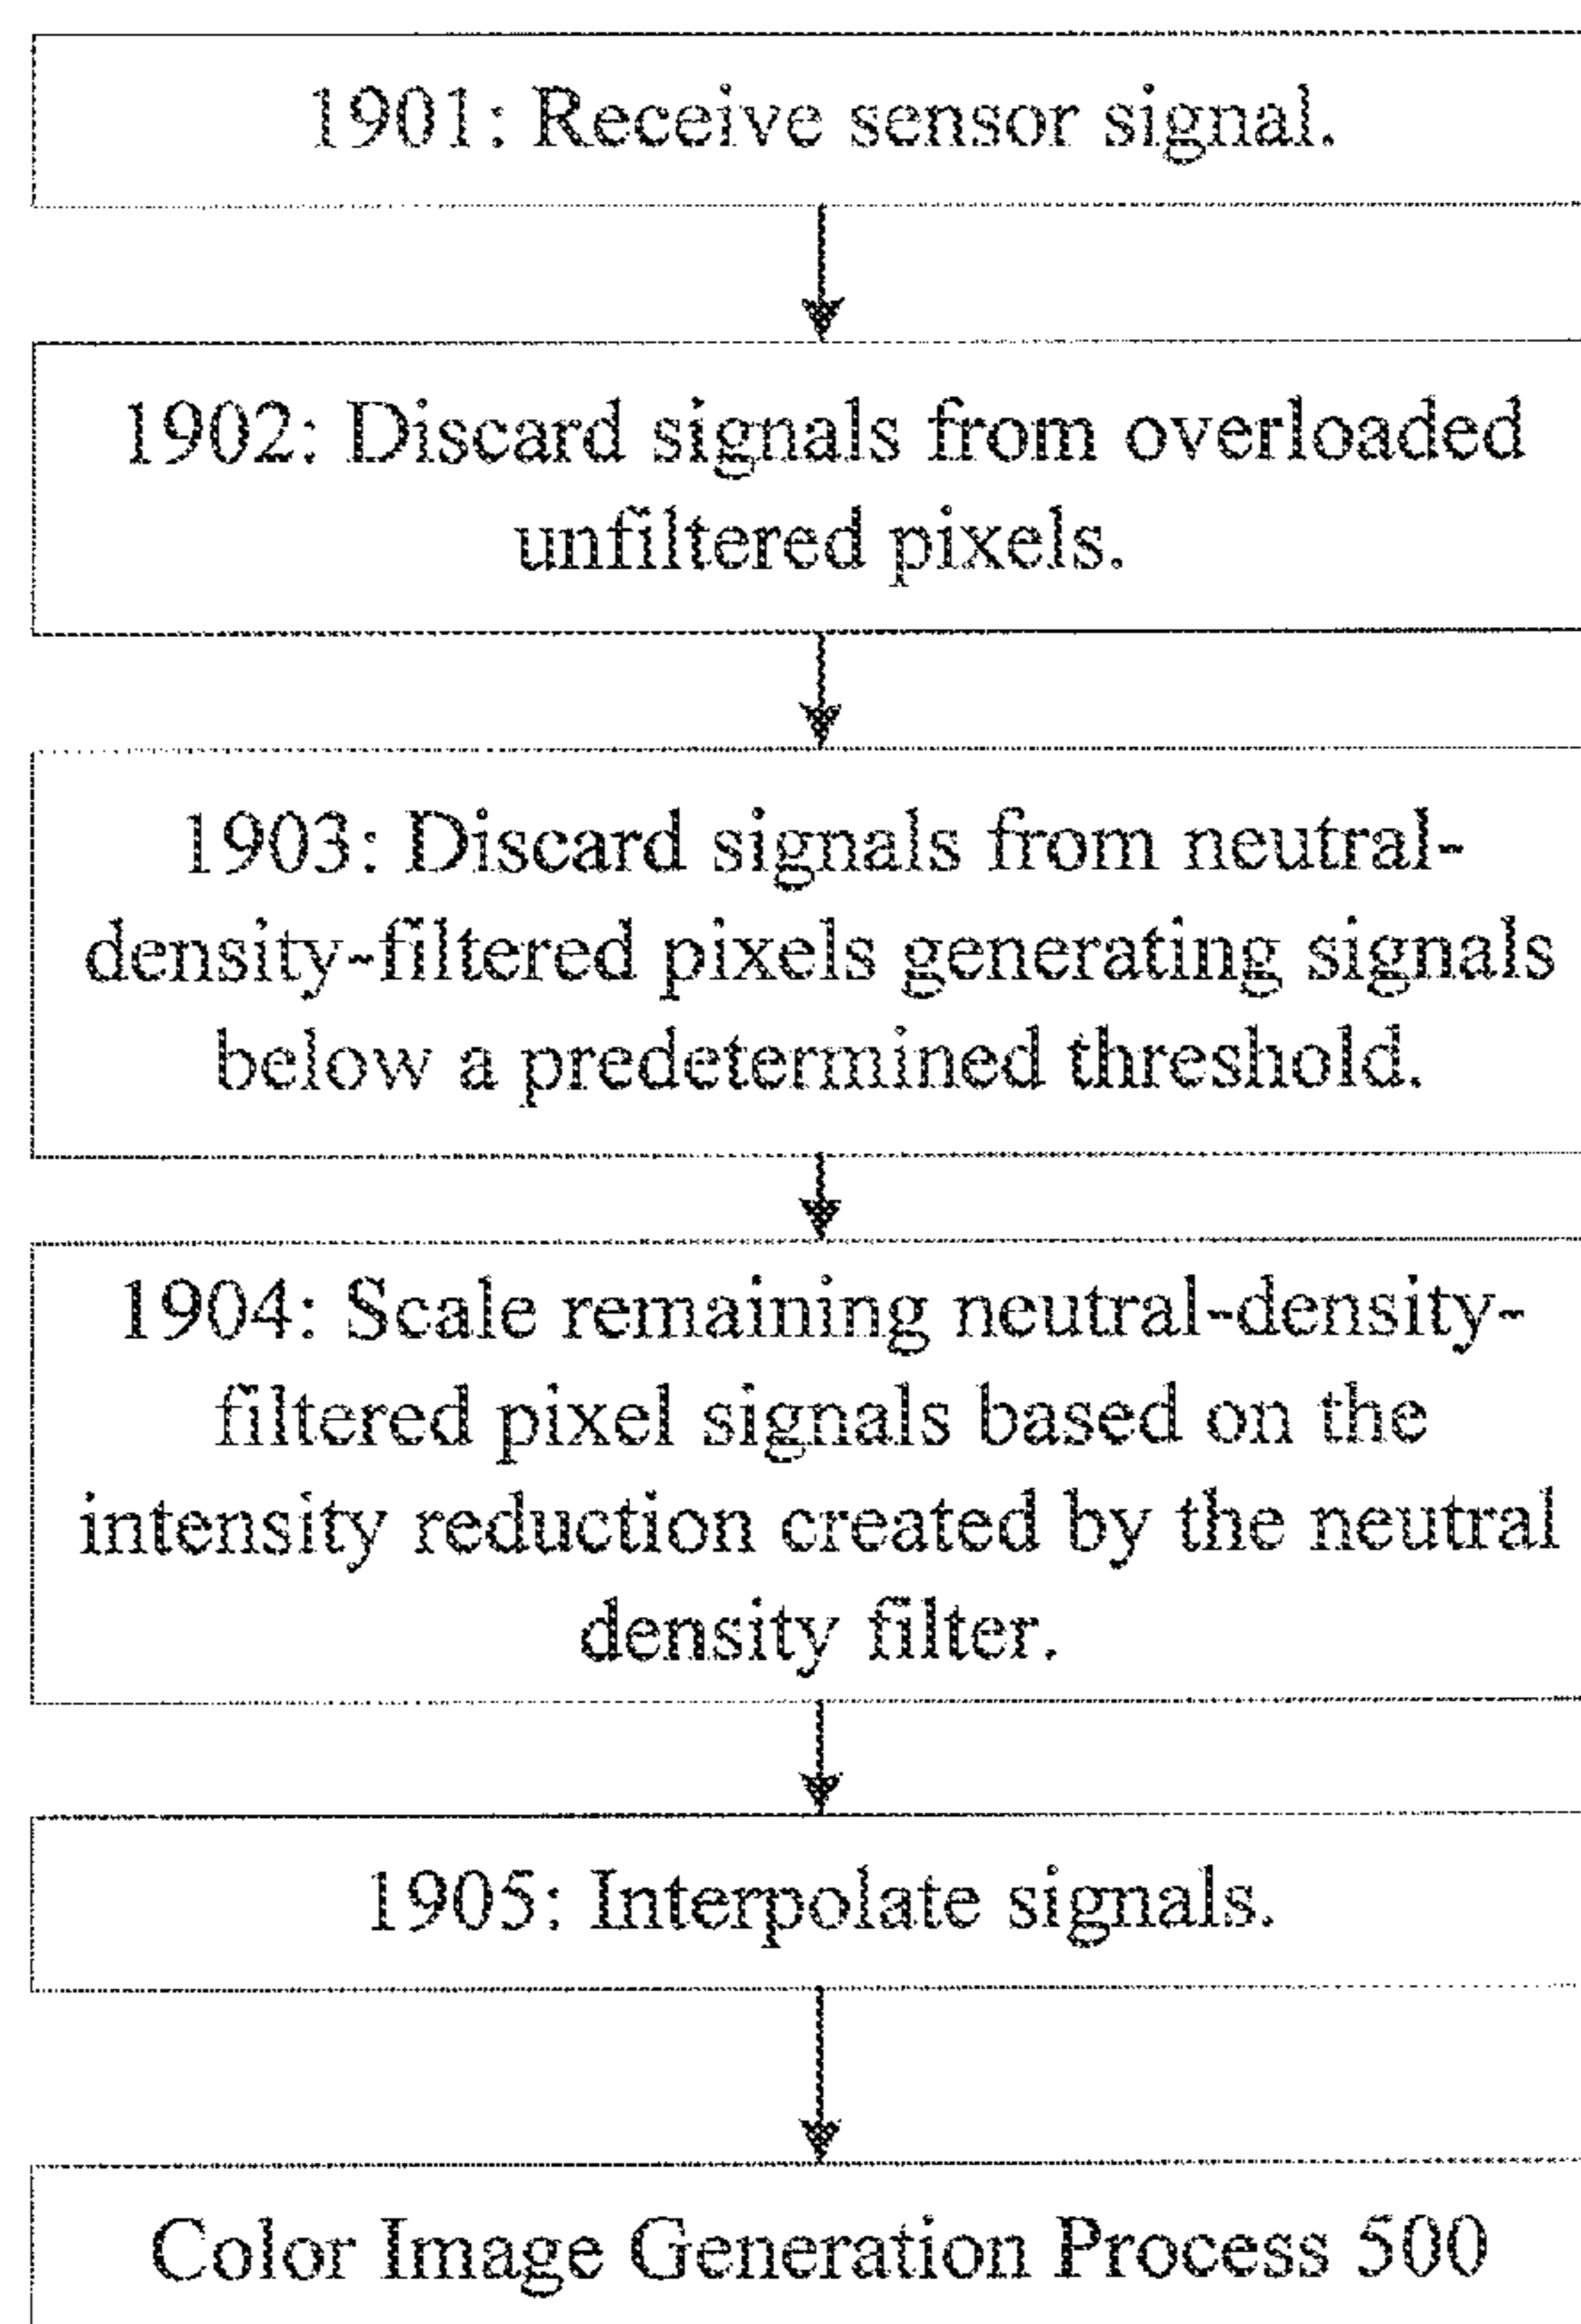 1901: Receive sensor signal.
1902: Discard signals from overloaded
unfiltered pixels.
1903: Discard signals from neutral-
density-filtered pixels generating signals
below a predetermined threshold.
1904: Scale remaining neutral-density-
filtered pixel signals based on the
intensity reduction created by the neutral
density filter.
1905: Interpolate signals.
Color Image Generation Process 500